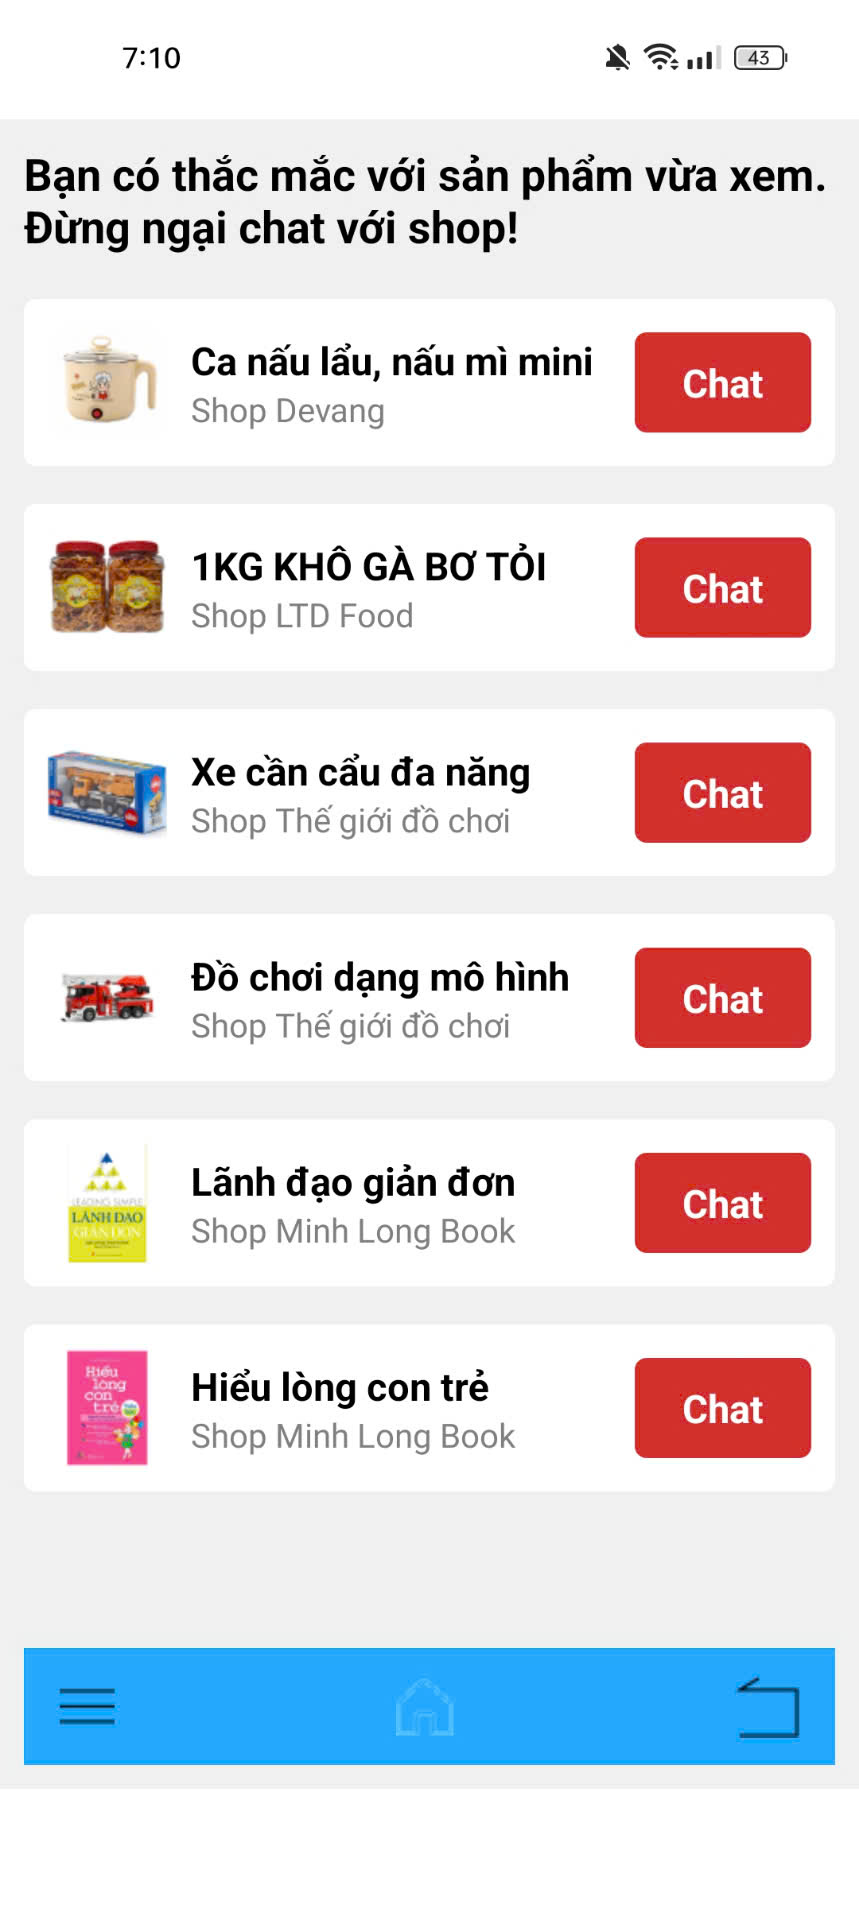 7:10
43
Bạn có thắc mắc với sản phẩm vừa xem.
Đừng ngại chat với shop!
Ca nấu lẩu, nấu mì mini
Shop Devang
Chat
1KG KHÔ GÀ BƠ TỎI
Shop LTD Food
Chat
Xe cần cẩu đa năng
Shop Thế giới đồ chơi
Chat
Đồ chơi dạng mô hình
Shop Thế giới đồ chơi
Chat
LEADING SIMPLE
LÃNH ĐẠO
GIẢN ĐƠN
Lãnh đạo giản đơn
Shop Minh Long Book
Chat
Hiểu
lòng
con
trẻ
Hiểu lòng con trẻ
Shop Minh Long Book
Chat